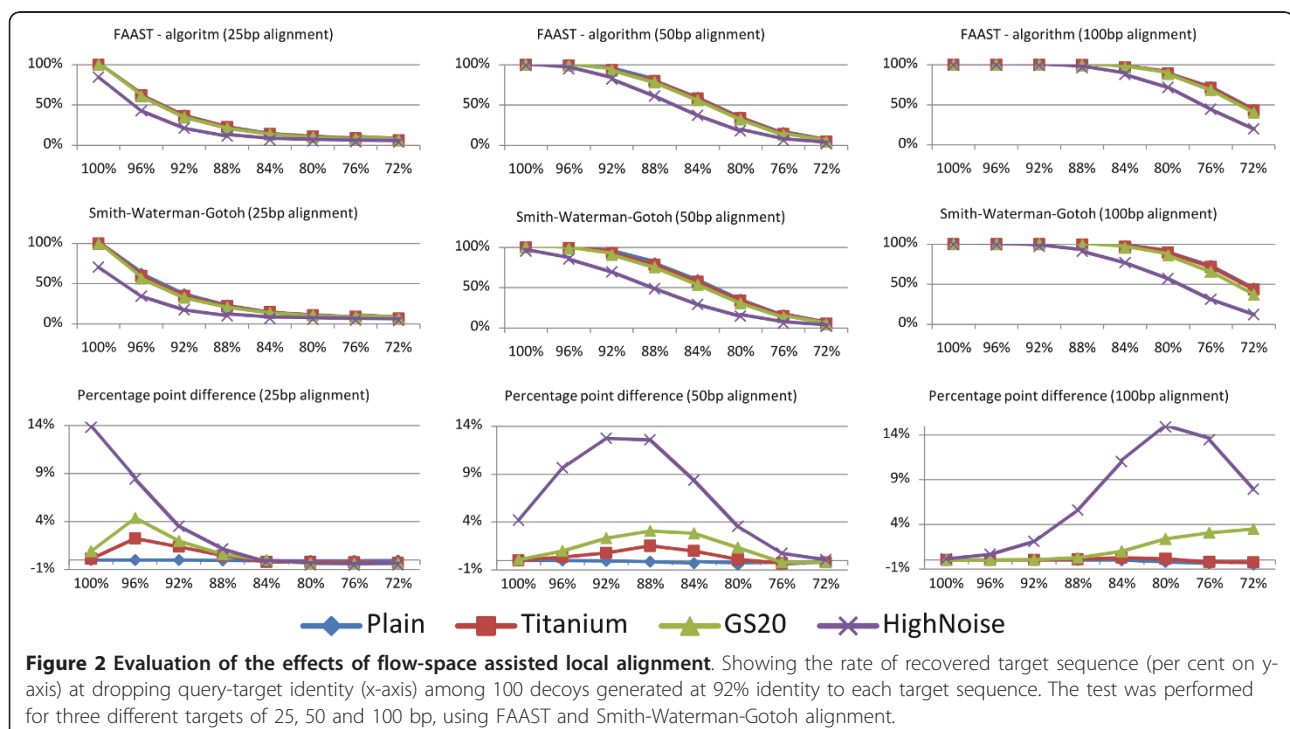 FAAST - algoritm (25bp alignment)
FAAST - algorithm (50bp alignment)
FAAST - algorithm (100bp alignment)
100%
50%
0%
100% 96% 92% 88% 84% 80% 76% 72%
100%
50%
0%
100% 96% 92% 88% 84% 80% 76% 72%
100%
50%
0%
100% 96% 92% 88% 84% 80% 76% 72%
Smith-Waterman-Gotoh (25bp alignment)
Smith-Waterman-Gotoh (50bp alignment)
Smith-Waterman-Gotoh (100bp alignment)
100%
50%
0%
100% 96% 92% 88% 84% 80% 76% 72%
100%
50%
0%
100% 96% 92% 88% 84% 80% 76% 72%
100%
50%
0%
100% 96% 92% 88% 84% 80% 76% 72%
Percentage point difference (25bp alignment)
Percentage point difference (50bp alignment)
Percentage point difference (100bp alignment)
14%
9%
4%
-1%
100% 96% 92% 88% 84% 80% 76% 72%
14%
9%
4%
-1%
100% 96% 92% 88% 84% 80% 76% 72%
14%
9%
4%
-1%
100% 96% 92% 88% 84% 80% 76% 72%
Plain Titanium GS20 HighNoise
Figure 2 Evaluation of the effects of flow-space assisted local alignment. Showing the rate of recovered target sequence (per cent on y-
axis) at dropping query-target identity (x-axis) among 100 decoys generated at 92% identity to each target sequence. The test was performed
for three different targets of 25, 50 and 100 bp, using FAAST and Smith-Waterman-Gotoh alignment.